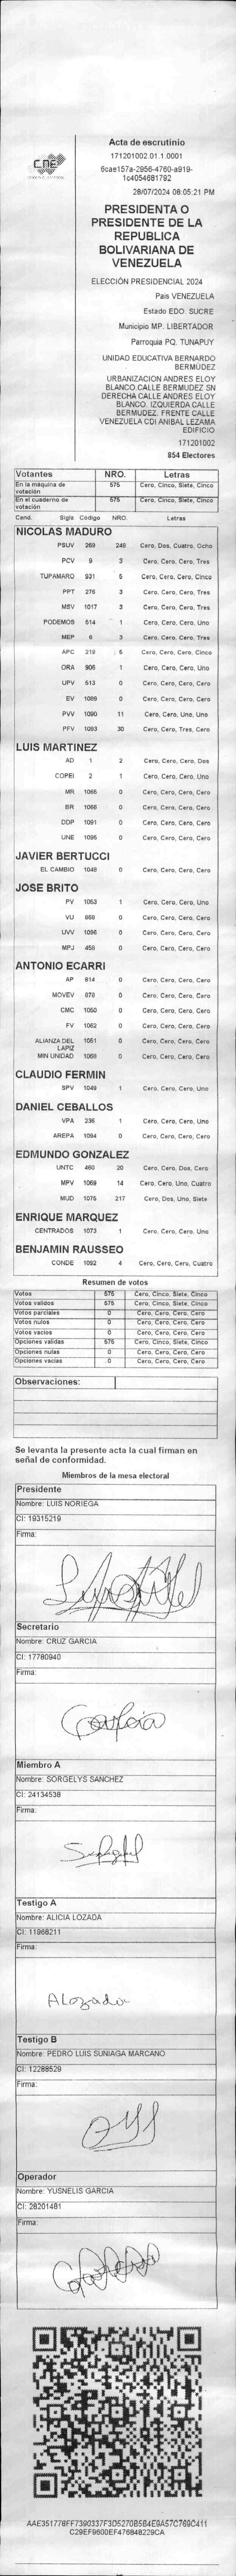 CNE
Acta de escrutinio
171201002.01.1.0001
6cae157a-2956-4760-a919-
1c4054681792
28/07/2024 08:05:21 PM
PRESIDENTA O
PRESIDENTE DE LA
REPUBLICA
BOLIVARIANA DE
VENEZUELA
ELECCIÓN PRESIDENCIAL 2024
Pais VENEZUELA
Estado EDO. SUCRE
Municipio MP. LIBERTADOR
Parroquia PQ. TUNAPUY
UNIDAD EDUCATIVA BERNARDO
BERMÚDEZ
URBANIZACION ANDRES ELOY
BLANCO CALLE BERMUDEZ SN
DERECHA CALLE ANDRES ELOY
BLANCO. IZQUIERDA CALLE
BERMUDEZ. FRENTE CALLE
VENEZUELA CDI ANIBAL LEZAMA
EDIFICIO
171201002
854 Electores
Votantes NRO. Letras
En la máquina de votación 575 Cero, Cinco, Siete, Cinco
En el cuaderno de votación 575 Cero, Cinco, Siete, Cinco
Cand. Sigla Código NRO. Letras
NICOLAS MADURO
PSUV 269 248 Cero, Dos, Cuatro, Ocho
PCV 9 3 Cero, Cero, Cero, Tres
TUPAMARO 931 5 Cero, Cero, Cero, Cinco
PPT 276 3 Cero, Cero, Cero, Tres
MSV 1017 3 Cero, Cero, Cero, Tres
PODEMOS 514 1 Cero, Cero, Cero, Uno
MEP 6 3 Cero, Cero, Cero, Tres
APC 219 5 Cero, Cero, Cero, Cinco
ORA 906 1 Cero, Cero, Cero, Uno
UPV 513 0 Cero, Cero, Cero, Cero
EV 1089 0 Cero, Cero, Cero, Cero
PVV 1090 11 Cero, Cero, Uno, Uno
PFV 1093 30 Cero, Cero, Tres, Cero
LUIS MARTINEZ
AD 1 2 Cero, Cero, Cero, Dos
COPEI 2 1 Cero, Cero, Cero, Uno
MR 1065 0 Cero, Cero, Cero, Cero
BR 1068 0 Cero, Cero, Cero, Cero
DDP 1091 0 Cero, Cero, Cero, Cero
UNE 1095 0 Cero, Cero, Cero, Cero
JAVIER BERTUCCI
EL CAMBIO 1048 0 Cero, Cero, Cero, Cero
JOSE BRITO
PV 1053 1 Cero, Cero, Cero, Uno
VU 868 0 Cero, Cero, Cero, Cero
UVV 1096 0 Cero, Cero, Cero, Cero
MPJ 458 0 Cero, Cero, Cero, Cero
ANTONIO ECARRI
AP 814 0 Cero, Cero, Cero, Cero
MOVEV 878 0 Cero, Cero, Cero, Cero
CMC 1050 0 Cero, Cero, Cero, Cero
FV 1062 0 Cero, Cero, Cero, Cero
ALIANZA DEL LAPIZ 1051 0 Cero, Cero, Cero, Cero
MIN UNIDAD 1068 0 Cero, Cero, Cero, Cero
CLAUDIO FERMIN
SPV 1049 1 Cero, Cero, Cero, Uno
DANIEL CEBALLOS
VPA 236 1 Cero, Cero, Cero, Uno
AREPA 1094 0 Cero, Cero, Cero, Cero
EDMUNDO GONZALEZ
UNTC 460 20 Cero, Cero, Dos, Cero
MPV 1069 14 Cero, Cero, Uno, Cuatro
MUD 1075 217 Cero, Dos, Uno, Siete
ENRIQUE MARQUEZ
CENTRADOS 1073 1 Cero, Cero, Cero, Uno
BENJAMIN RAUSSEO
CONDE 1092 4 Cero, Cero, Cero, Cuatro
Resumen de votos
Votos 575 Cero, Cinco, Siete, Cinco
Votos validos 575 Cero, Cinco, Siete, Cinco
Votos parciales 0 Cero, Cero, Cero, Cero
Votos nulos 0 Cero, Cero, Cero, Cero
Votos vacios 0 Cero, Cero, Cero, Cero
Opciones validas 575 Cero, Cinco, Siete, Cinco
Opciones nulas 0 Cero, Cero, Cero, Cero
Opciones vacias 0 Cero, Cero, Cero, Cero
Observaciones:
Se levanta la presente acta la cual firman en
señal de conformidad.
Miembros de la mesa electoral
Presidente
Nombre: LUIS NORIEGA
CI: 19315219
Firma:
Secretario
Nombre: CRUZ GARCIA
CI: 17780940
Firma:
Miembro A
Nombre: SORGELYS SANCHEZ
CI: 24134538
Firma:
Testigo A
Nombre: ALICIA LOZADA
CI: 11968211
Firma:
ALozada
Testigo B
Nombre: PEDRO LUIS SUNIAGA MARCANO
CI: 12288529
Firma:
Operador
Nombre: YUSNELIS GARCIA
CI: 26201481
Firma:
AAE351778FF7390337F3D5270B5B4E9A57C769C411
C29EF9600EF476848229CA